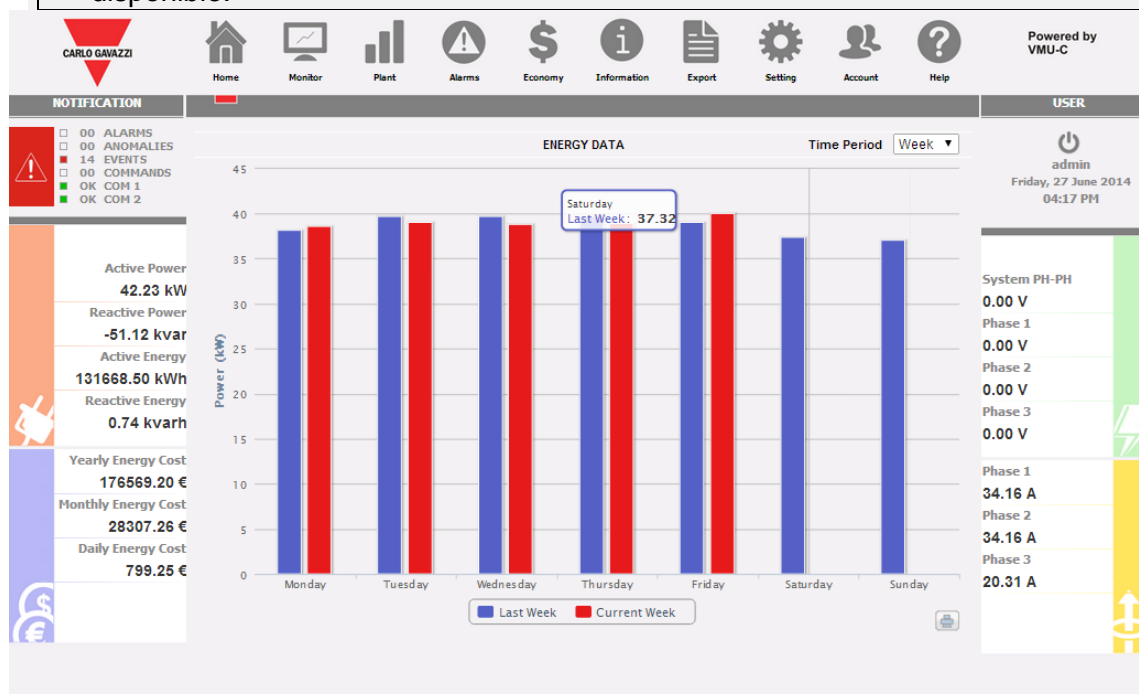 disponible.
CARLO GAVAZZI
Home
Monitor
Plant
Alarms
Economy
Information
Export
Setting
Account
Help
Powered by
VMU-C
NOTIFICATION
00 ALARMS
00 ANOMALIES
14 EVENTS
00 COMMANDS
OK COM 1
OK COM 2
Active Power
42.23 kW
Reactive Power
-51.12 kvar
Active Energy
131668.50 kWh
Reactive Energy
0.74 kvarh
Yearly Energy Cost
176569.20 €
Monthly Energy Cost
28307.26 €
Daily Energy Cost
799.25 €
ENERGY DATA
Time Period Week
45
40
35
30
25
20
15
10
5
0
Power (kW)
Saturday
Last Week: 37.32
Monday Tuesday Wednesday Thursday Friday Saturday Sunday
Last Week Current Week
USER
admin
Friday, 27 June 2014
04:17 PM
System PH-PH
0.00 V
Phase 1
0.00 V
Phase 2
0.00 V
Phase 3
0.00 V
Phase 1
34.16 A
Phase 2
34.16 A
Phase 3
20.31 A